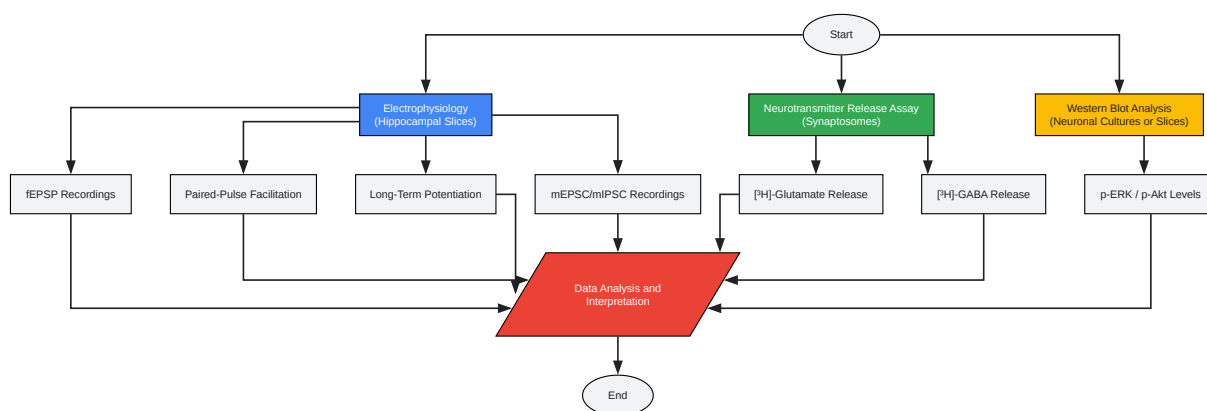 Start
Electrophysiology
(Hippocampal Slices)
Neurotransmitter Release Assay
(Synaptosomes)
Western Blot Analysis
(Neuronal Cultures or Slices)
fEPSP Recordings
Paired-Pulse Facilitation
Long-Term Potentiation
mEPSC/mIPSC Recordings
[³H]-Glutamate Release
[³H]-GABA Release
p-ERK / p-Akt Levels
Data Analysis and
Interpretation
End